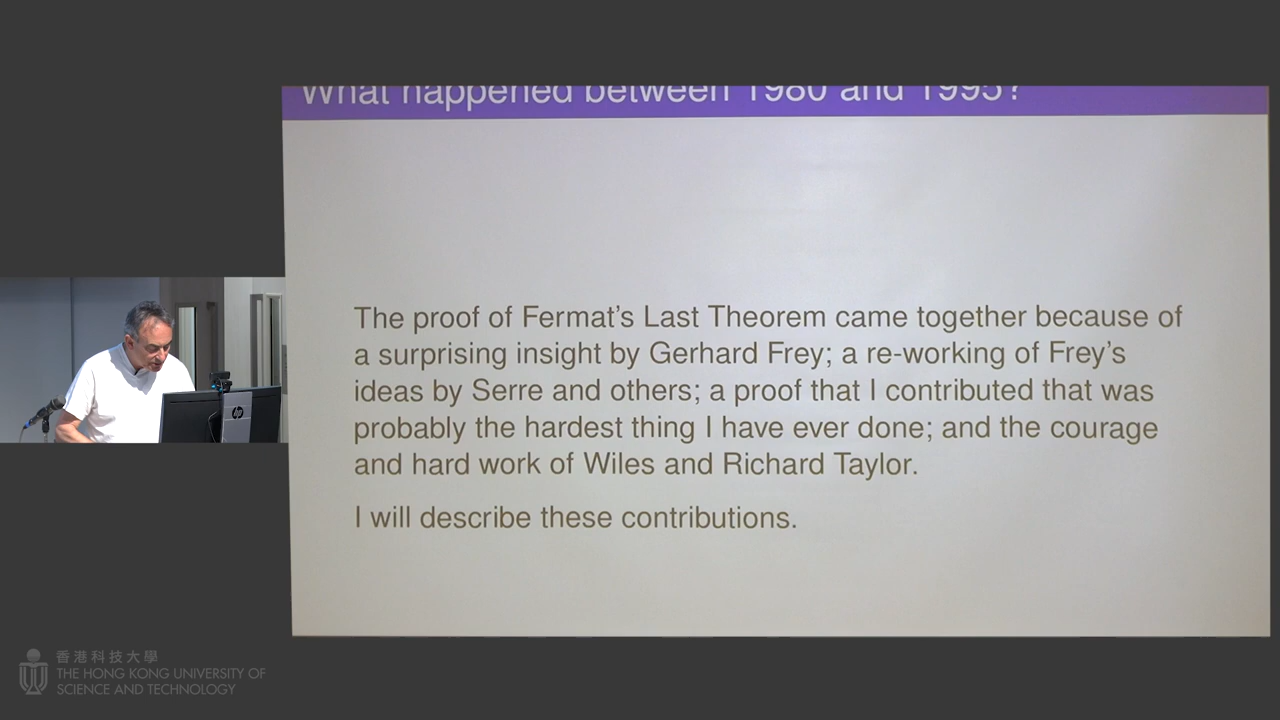 What happened between 1980 and 1995?
The proof of Fermat's Last Theorem came together because of
a surprising insight by Gerhard Frey; a re-working of Frey's
ideas by Serre and others; a proof that I contributed that was
probably the hardest thing I have ever done; and the courage
and hard work of Wiles and Richard Taylor.
I will describe these contributions.
hp
香港科技大學
THE HONG KONG UNIVERSITY OF
SCIENCE AND TECHNOLOGY